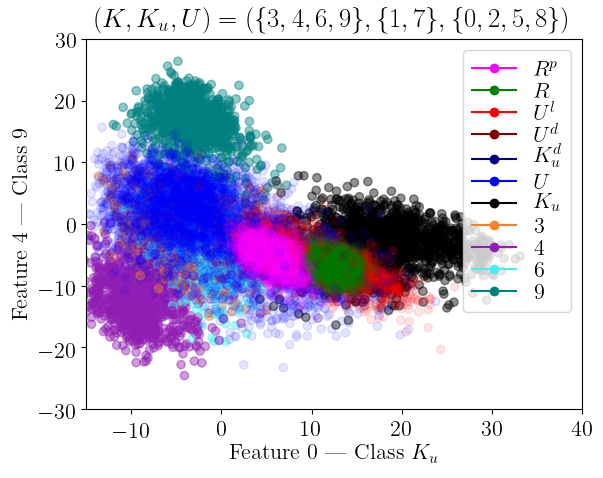 (K, K_u, U) = ({3, 4, 6, 9}, {1, 7}, {0, 2, 5, 8})
30
20
10
0
−10
−20
−30
Feature 4 — Class 9
R^p
R
U^l
U^d
K_u^d
U
K_u
3
4
6
9
−10 0 10 20 30 40
Feature 0 — Class K_u